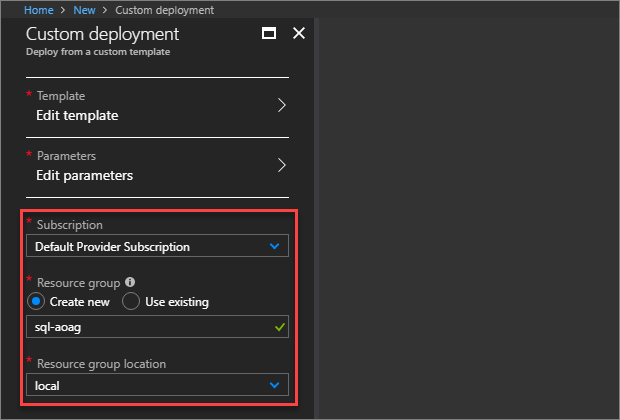 Home > New > Custom deployment
Custom deployment
Deploy from a custom template
* Template
Edit template
* Parameters
Edit parameters
* Subscription
Default Provider Subscription
* Resource group
Create new Use existing
sql-aoag
* Resource group location
local